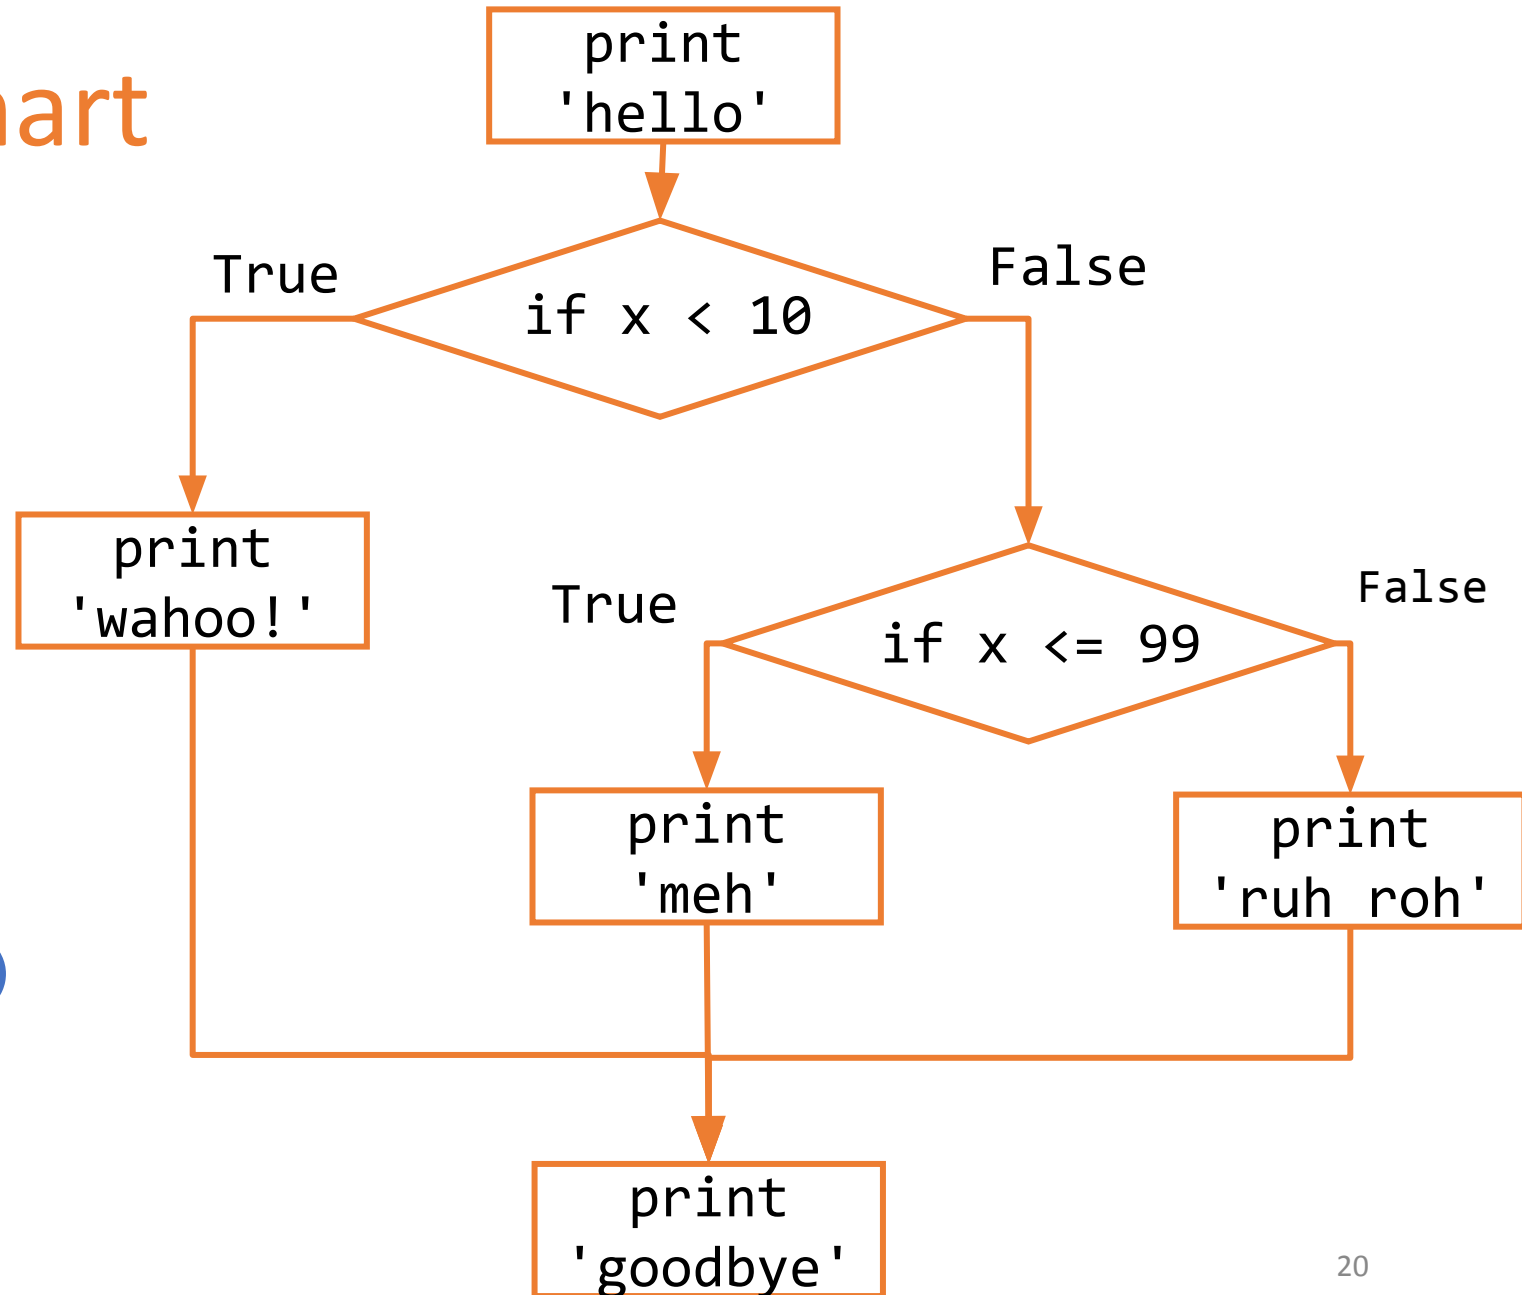 print
'hello'
True
False
if x < 10
print
'wahoo!'
True
False
if x <= 99
print
'meh'
print
'ruh roh'
print
'goodbye'
20